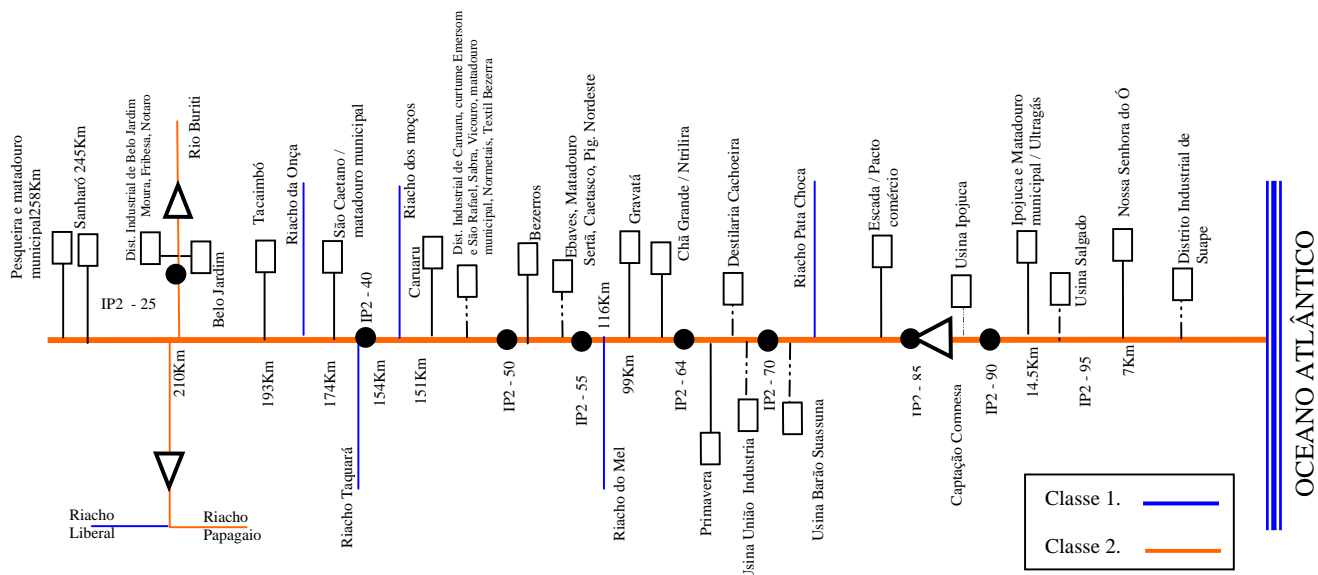 Pesqueira e matadouro
municipal258Km
Sanharó 245Km
Dist. Industrial de Belo Jardim
Moura, Fribesa, Notaro
Rio Buriti
IP2 - 25
Belo Jardim
210Km
Riacho
Liberal
Riacho
Papagaio
Tacaimbó
193Km
Riacho da Onça
São Caetano /
matadouro municipal
174Km
Riacho Taquará
IP2 - 40
154Km
Riacho dos moços
Caruaru
151Km
Dist. Industrial de Caruaru, curtume Emerson
e São Rafael, Sabra, Vicouro, matadouro
municipal, Normetais, Textil Bezerra
IP2 - 50
Bezerros
Ebaves, Matadouro
Sertã, Caetasco, Pig. Nordeste
IP2 - 55
116Km
Riacho do Mel
Gravatá
99Km
Chã Grande / Ntrilira
IP2 - 64
Primavera
Destilaria Cachoeira
Usina União Industria
IP2 - 70
Usina Barão Suassuna
Riacho Pata Choca
Escada / Pacto
comércio
IP2 - 85
Captação Comnesa
Usina Ipojuca
IP2 - 90
Ipojuca e Matadouro
municipal / Ultragás
14.5Km
Usina Salgado
IP2 - 95
Nossa Senhora do Ó
7Km
Distrito Industrial de
Suape
OCEANO ATLÂNTICO
Classe 1.
Classe 2.